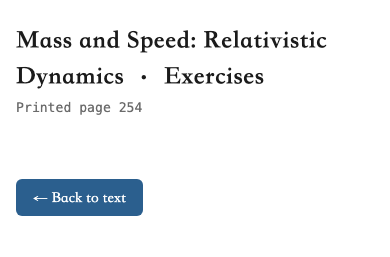 Mass and Speed: Relativistic
Dynamics · Exercises
Printed page 254
← Back to text